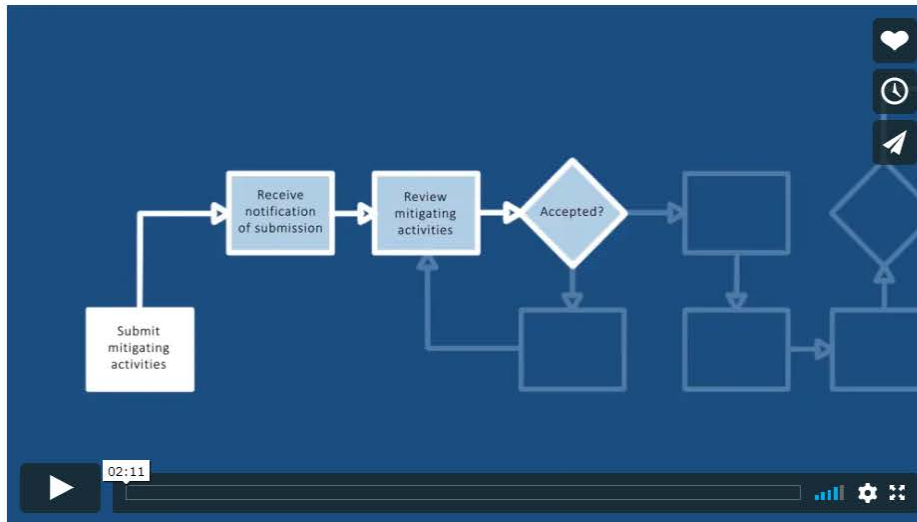 Receive
notification
of submission
Review
mitigating
activities
Accepted?
Submit
mitigating
activities
02:11